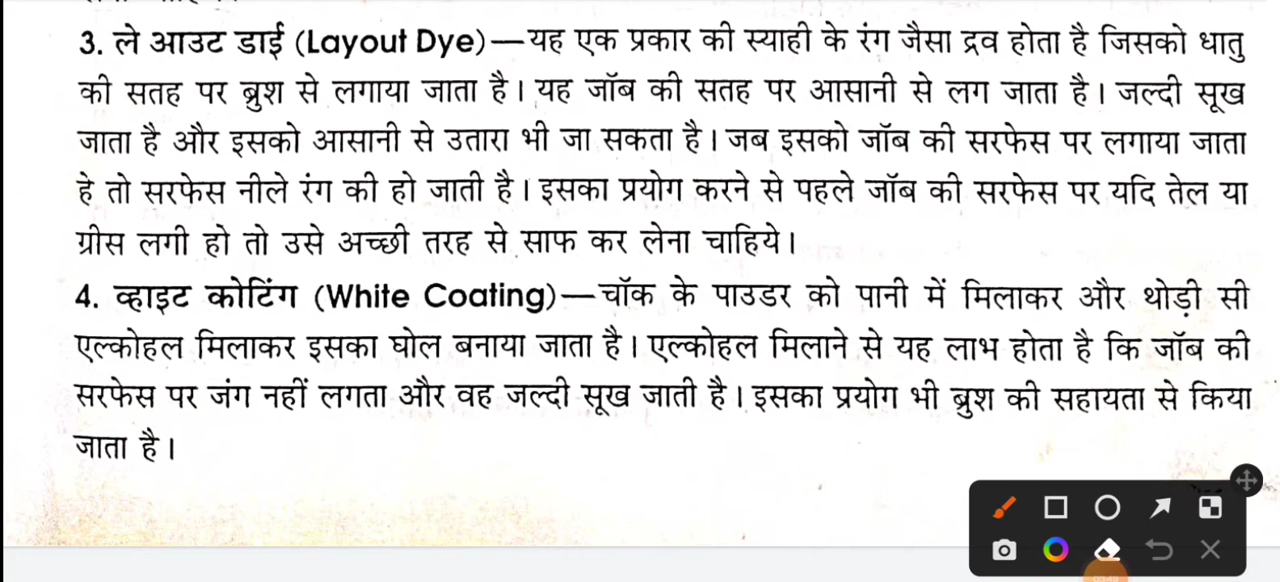 3. ले आउट डाई (Layout Dye)—यह एक प्रकार की स्याही के रंग जैसा द्रव होता है जिसको धातु
की सतह पर ब्रुश से लगाया जाता है। यह जॉब की सतह पर आसानी से लग जाता है। जल्दी सूख
जाता है और इसको आसानी से उतारा भी जा सकता है। जब इसको जॉब की सरफेस पर लगाया जाता
हे तो सरफेस नीले रंग की हो जाती है। इसका प्रयोग करने से पहले जॉब की सरफेस पर यदि तेल या
ग्रीस लगी हो तो उसे अच्छी तरह से साफ कर लेना चाहिये।
4. व्हाइट कोटिंग (White Coating)—चॉक के पाउडर को पानी में मिलाकर और थोड़ी सी
एल्कोहल मिलाकर इसका घोल बनाया जाता है। एल्कोहल मिलाने से यह लाभ होता है कि जॉब की
सरफेस पर जंग नहीं लगता और वह जल्दी सूख जाती है। इसका प्रयोग भी ब्रुश की सहायता से किया
जाता है।